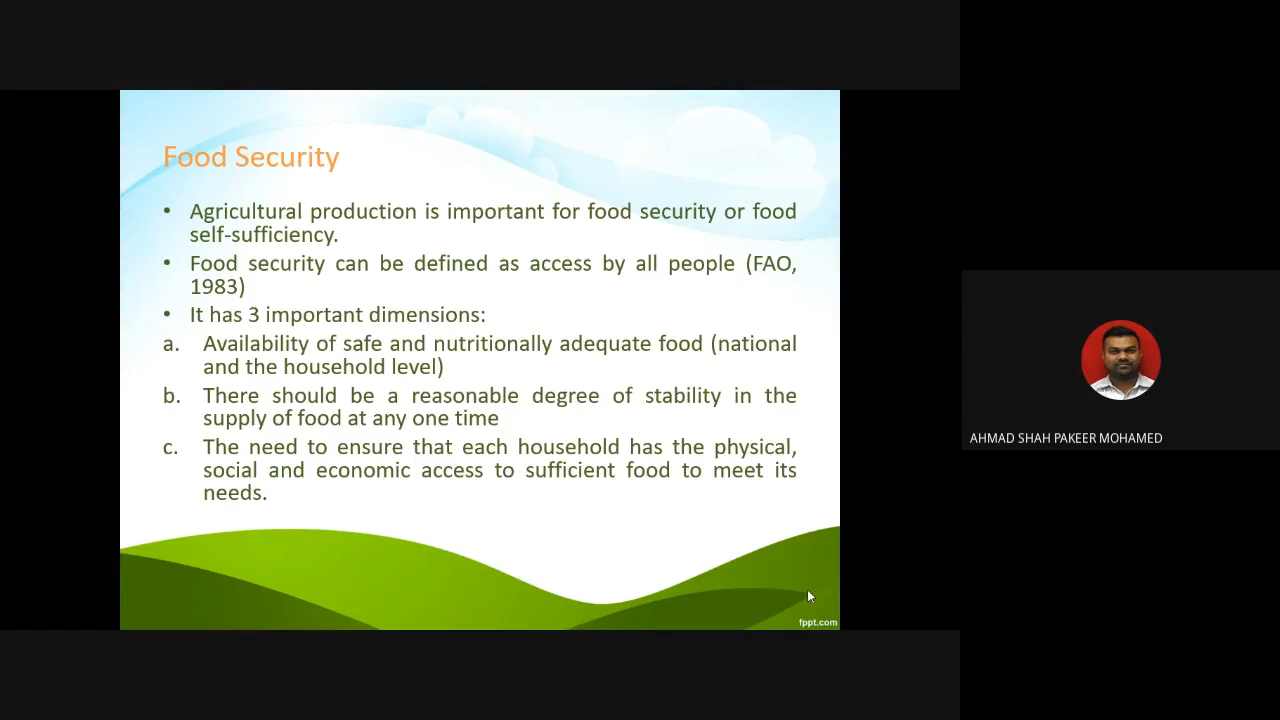 Food Security
• Agricultural production is important for food security or food
self-sufficiency.
• Food security can be defined as access by all people (FAO,
1983)
• It has 3 important dimensions:
a. Availability of safe and nutritionally adequate food (national
and the household level)
b. There should be a reasonable degree of stability in the
supply of food at any one time
c. The need to ensure that each household has the physical,
social and economic access to sufficient food to meet its
needs.
fppt.com
AHMAD SHAH PAKEER MOHAMED